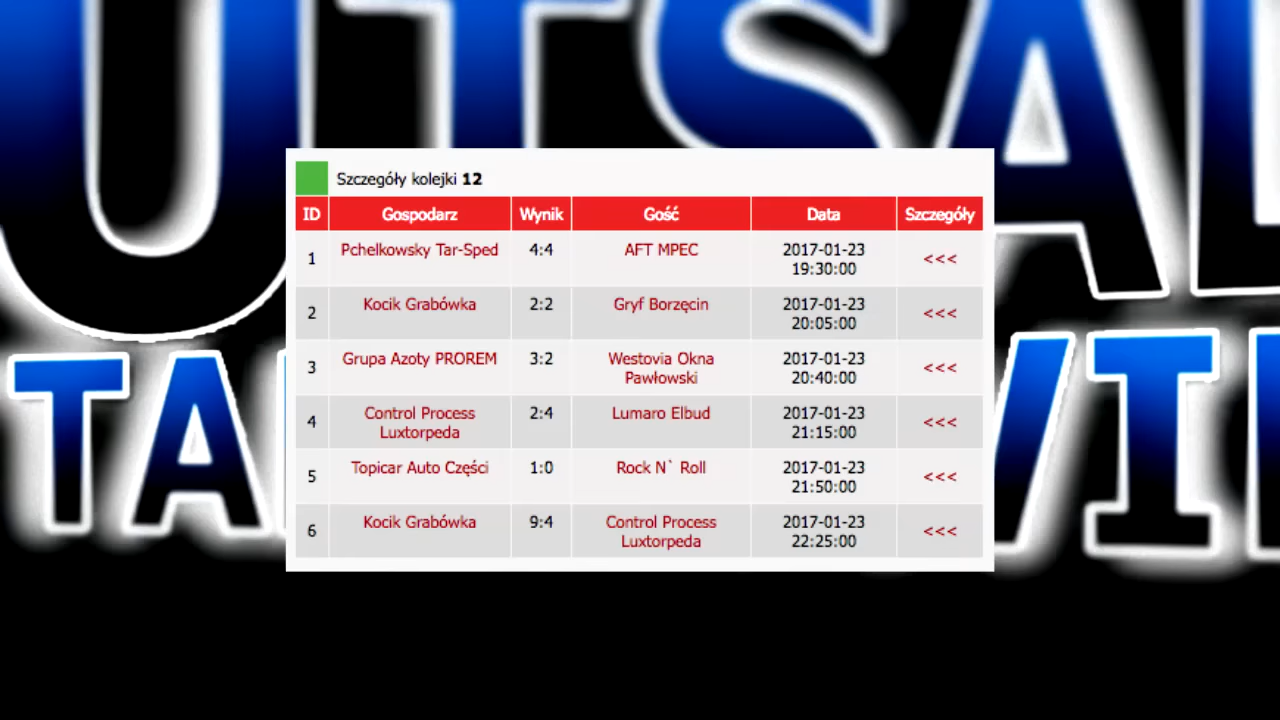 UTSAL
TA
VI
Szczegóły kolejki 12
ID Gospodarz Wynik Gość Data Szczegóły
1 Pchelkowsky Tar-Sped 4:4 AFT MPEC 2017-01-23
19:30:00 <<<
2 Kocik Grabówka 2:2 Gryf Borzęcin 2017-01-23
20:05:00 <<<
3 Grupa Azoty PROREM 3:2 Westovia Okna
Pawłowski 2017-01-23
20:40:00 <<<
4 Control Process
Luxtorpeda 2:4 Lumaro Elbud 2017-01-23
21:15:00 <<<
5 Topicar Auto Części 1:0 Rock N` Roll 2017-01-23
21:50:00 <<<
6 Kocik Grabówka 9:4 Control Process
Luxtorpeda 2017-01-23
22:25:00 <<<